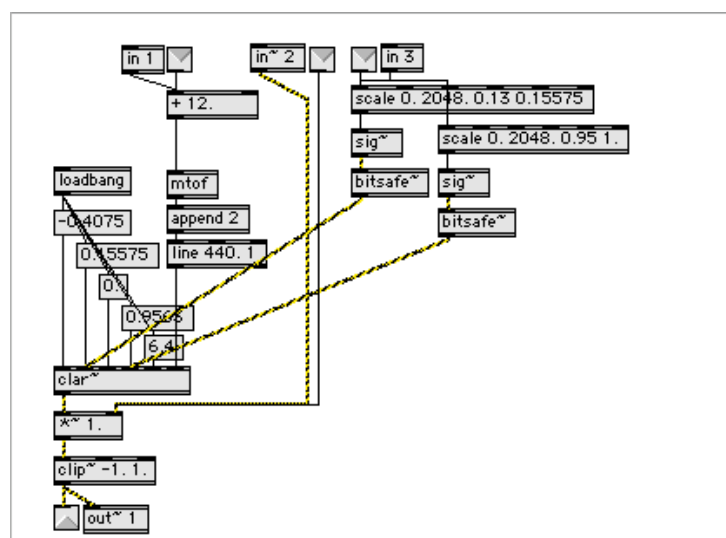 in 1
in~ 2
in 3
+ 12.
scale 0. 2048. 0.13 0.15575
sig~
scale 0. 2048. 0.95 1.
loadbang
mtof
bitsafe~
sig~
-0.4075
append 2
bitsafe~
0.15575
line 440. 1
0.
0.9568
6.4
clar~
*~ 1.
clip~ -1. 1.
out~ 1